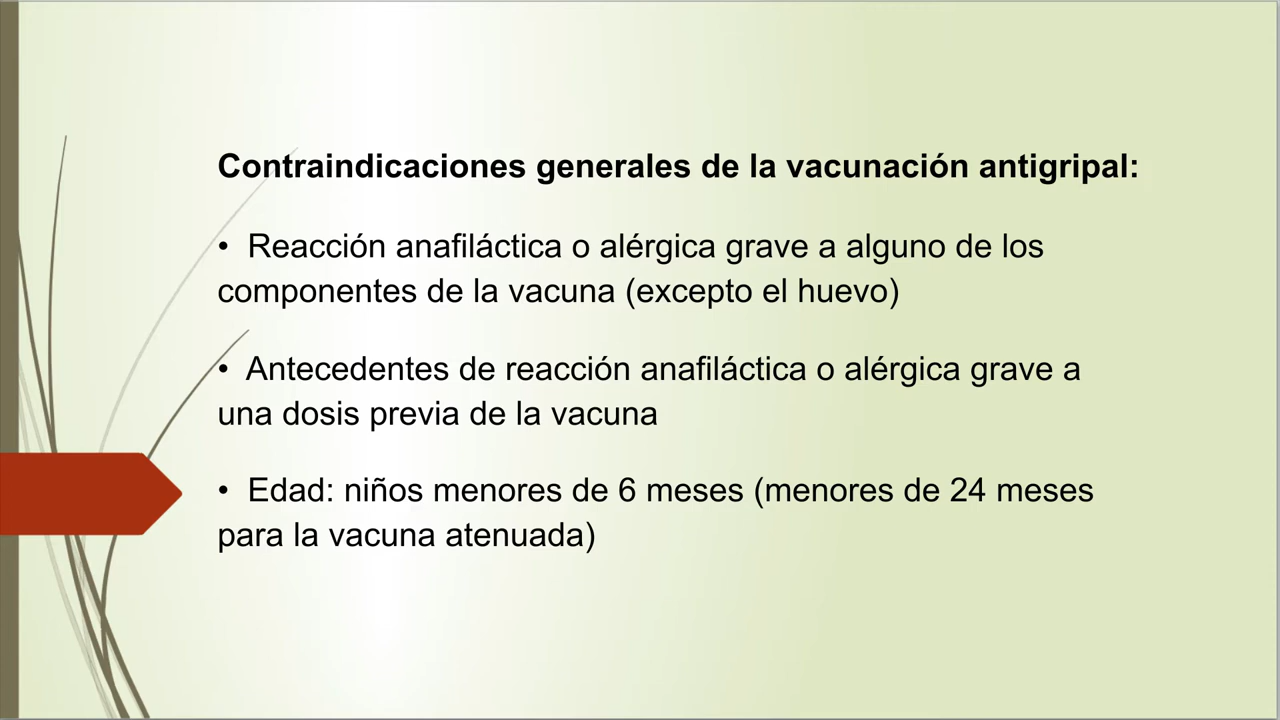 Contraindicaciones generales de la vacunación antigripal:
• Reacción anafiláctica o alérgica grave a alguno de los
componentes de la vacuna (excepto el huevo)
• Antecedentes de reacción anafiláctica o alérgica grave a
una dosis previa de la vacuna
• Edad: niños menores de 6 meses (menores de 24 meses
para la vacuna atenuada)